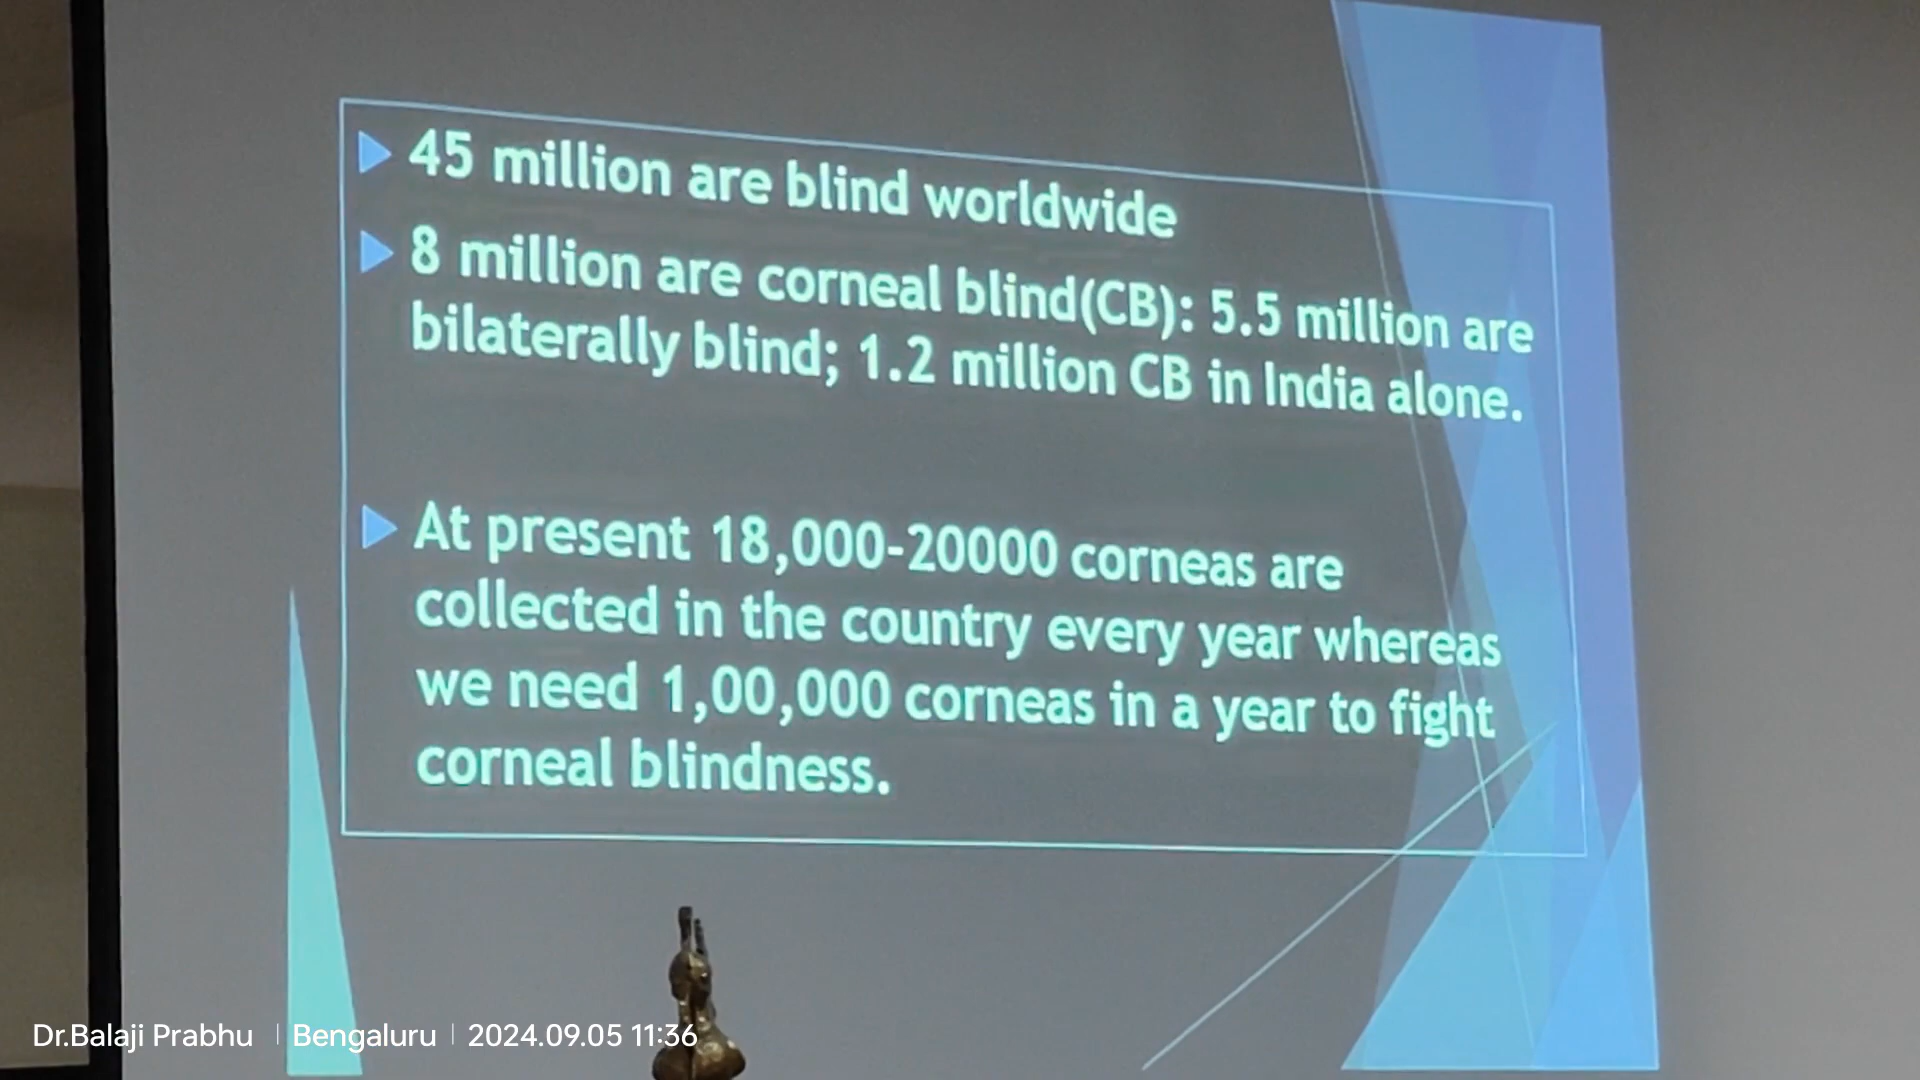 45 million are blind worldwide
8 million are corneal blind(CB): 5.5 million are
bilaterally blind; 1.2 million CB in India alone.
At present 18,000-20000 corneas are
collected in the country every year whereas
we need 1,00,000 corneas in a year to fight
corneal blindness.
Dr.Balaji Prabhu | Bengaluru | 2024.09.05 11:36